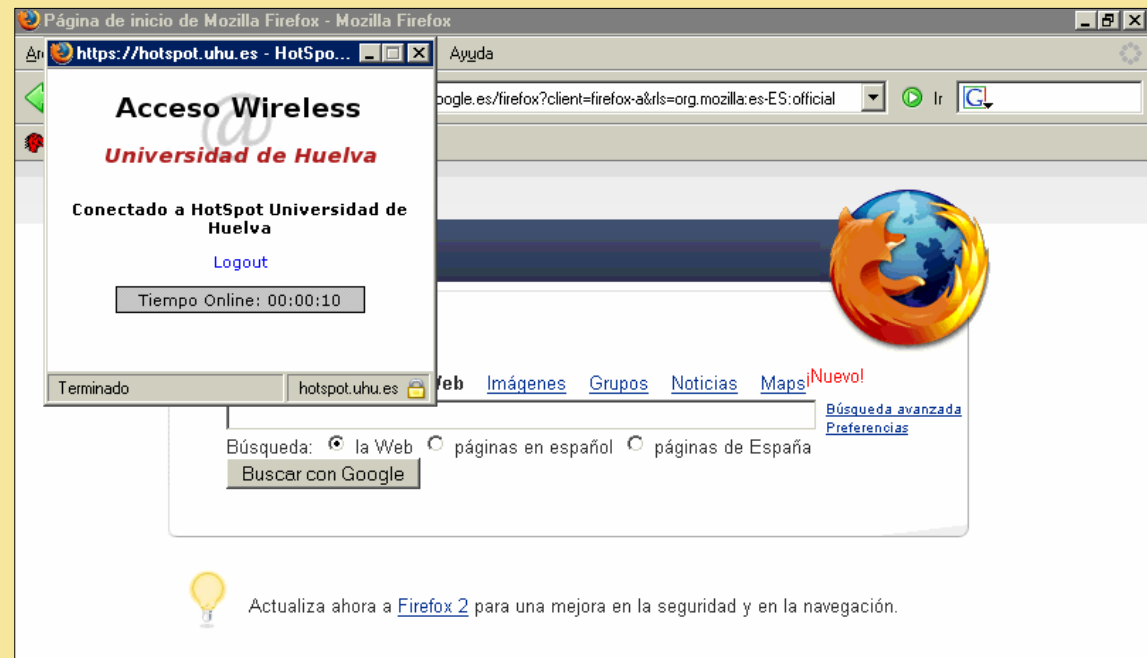 Página de inicio de Mozilla Firefox - Mozilla Firefox
https://hotspot.uhu.es - HotSpo...
Ayuda
@
Acceso Wireless
Universidad de Huelva
Conectado a HotSpot Universidad de
Huelva
Logout
Tiempo Online: 00:00:10
Terminado hotspot.uhu.es
oogle.es/firefox?client=firefox-a&rls=org.mozilla:es-ES:official Ir G
Imágenes Grupos Noticias Maps ¡Nuevo!
Búsqueda avanzada
Preferencias
Búsqueda: la Web páginas en español páginas de España
Buscar con Google
Actualiza ahora a Firefox 2 para una mejora en la seguridad y en la navegación.